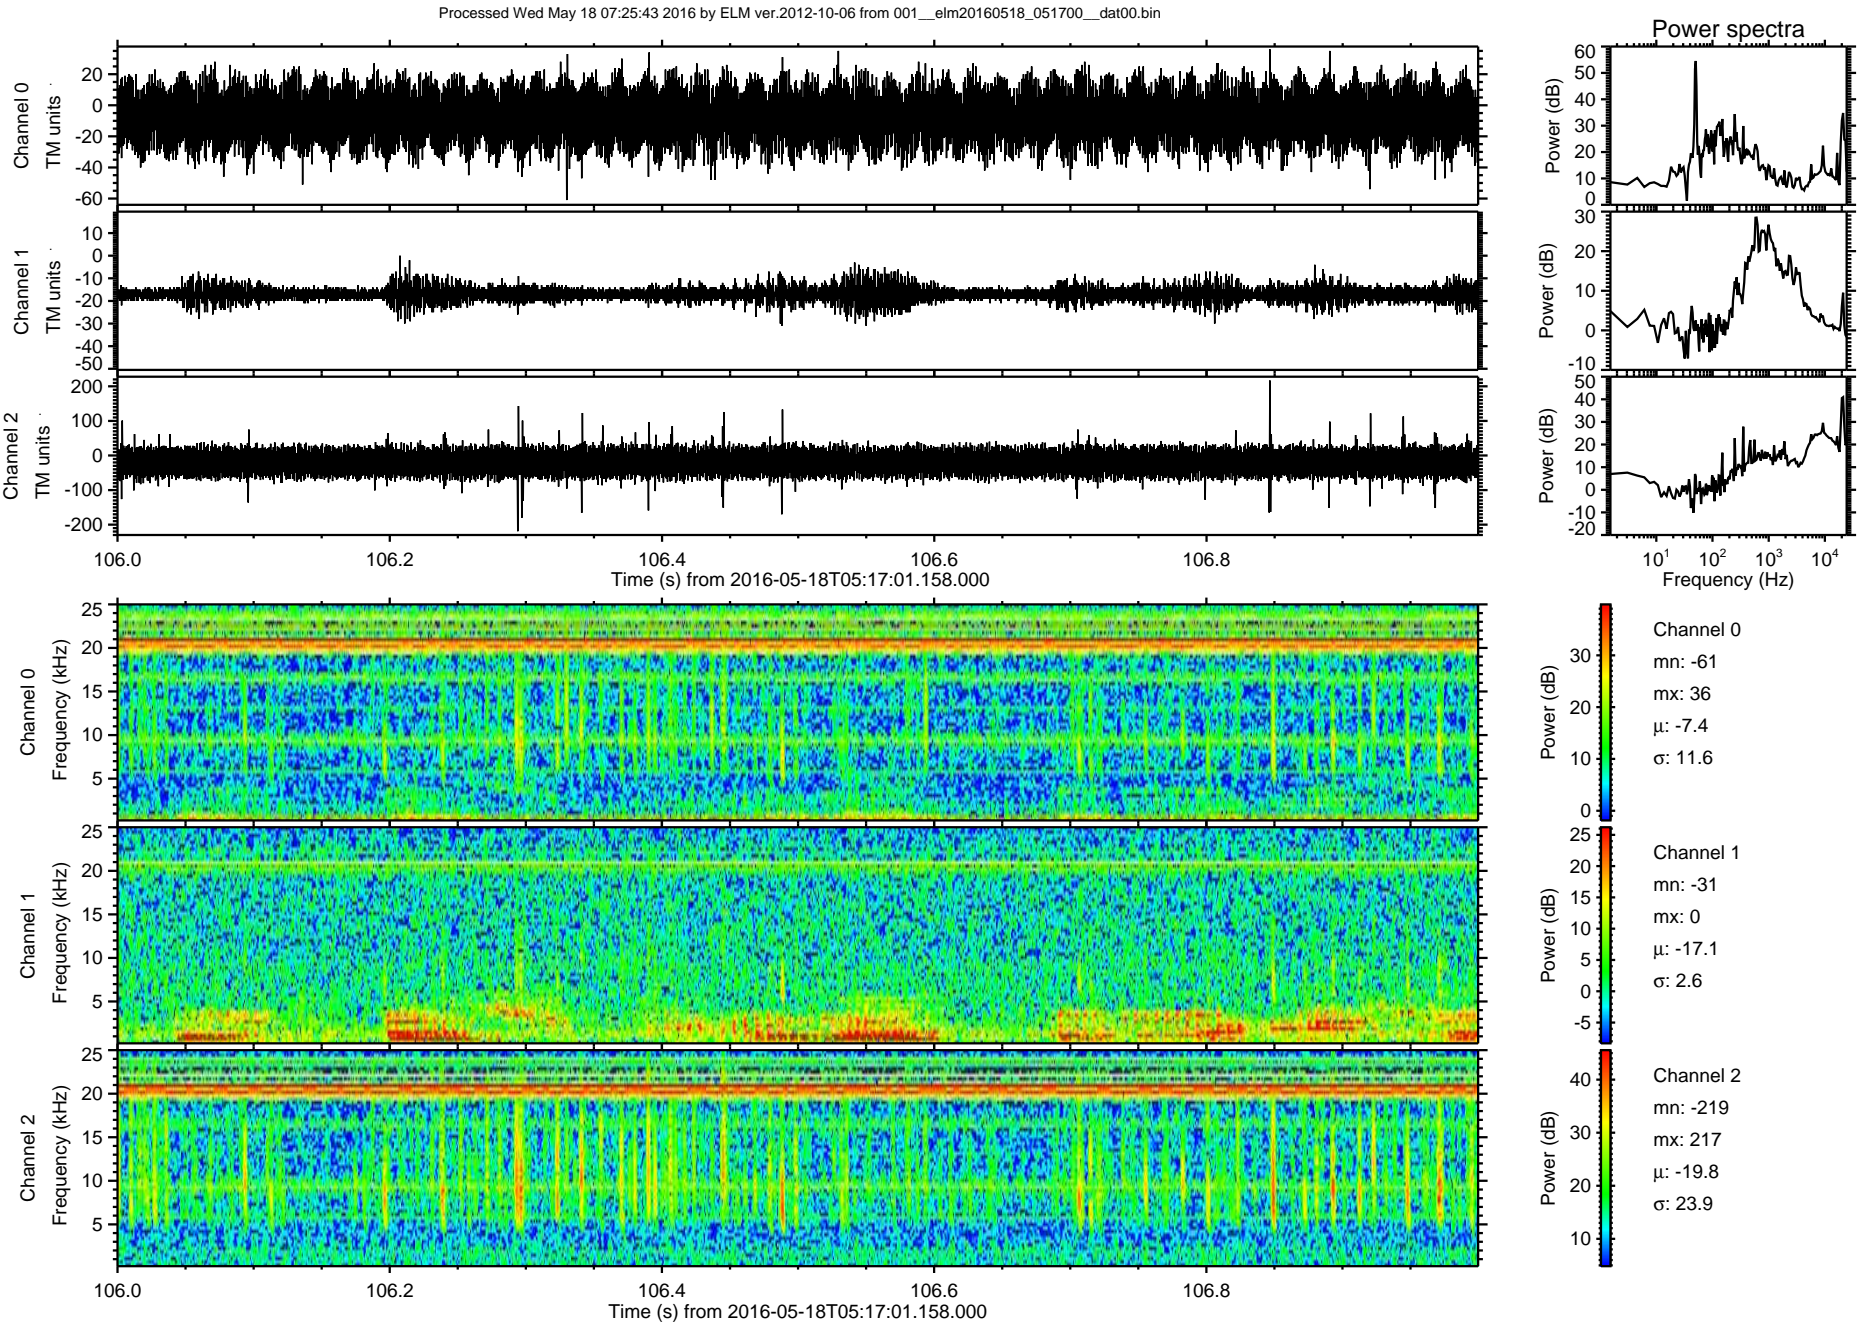 Processed Wed May 18 07:25:43 2016 by ELM ver.2012-10-06 from 001__elm20160518_051700__dat00.bin
Power spectra
Channel 0
TM units
20
0
-20
-40
-60
Power (dB)
60
50
40
30
20
10
0
Channel 1
TM units
10
0
-10
-20
-30
-40
-50
Power (dB)
30
20
10
0
-10
Channel 2
TM units
200
100
0
-100
-200
Power (dB)
50
40
30
20
10
0
-10
-20
106.0 106.2 106.4 106.6 106.8
Time (s) from 2016-05-18T05:17:01.158.000
10¹ 10² 10³ 10⁴
Frequency (Hz)
Channel 0
Frequency (kHz)
25
20
15
10
5
Power (dB)
30
20
10
0
Channel 0
mn: -61
mx: 36
μ: -7.4
σ: 11.6
Channel 1
Frequency (kHz)
25
20
15
10
5
Power (dB)
25
20
15
10
5
0
-5
Channel 1
mn: -31
mx: 0
μ: -17.1
σ: 2.6
Channel 2
Frequency (kHz)
25
20
15
10
5
Power (dB)
40
30
20
10
Channel 2
mn: -219
mx: 217
μ: -19.8
σ: 23.9
106.0 106.2 106.4 106.6 106.8
Time (s) from 2016-05-18T05:17:01.158.000